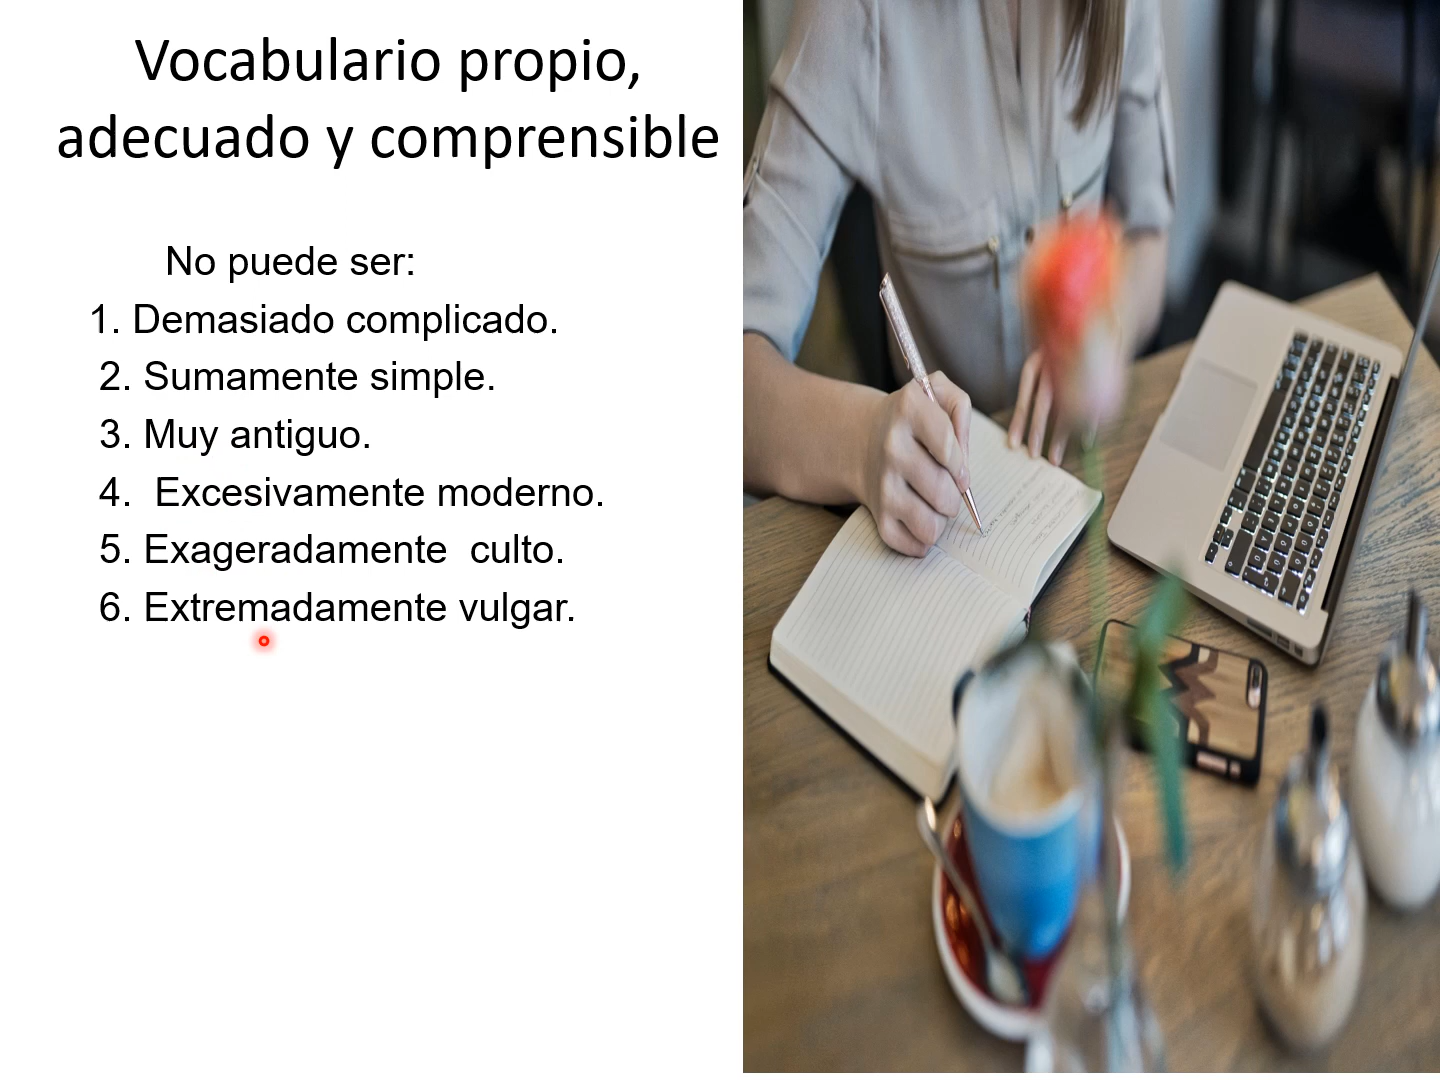 Vocabulario propio,
adecuado y comprensible
No puede ser:
1. Demasiado complicado.
2. Sumamente simple.
3. Muy antiguo.
4.  Excesivamente moderno.
5. Exageradamente  culto.
6. Extremadamente vulgar.